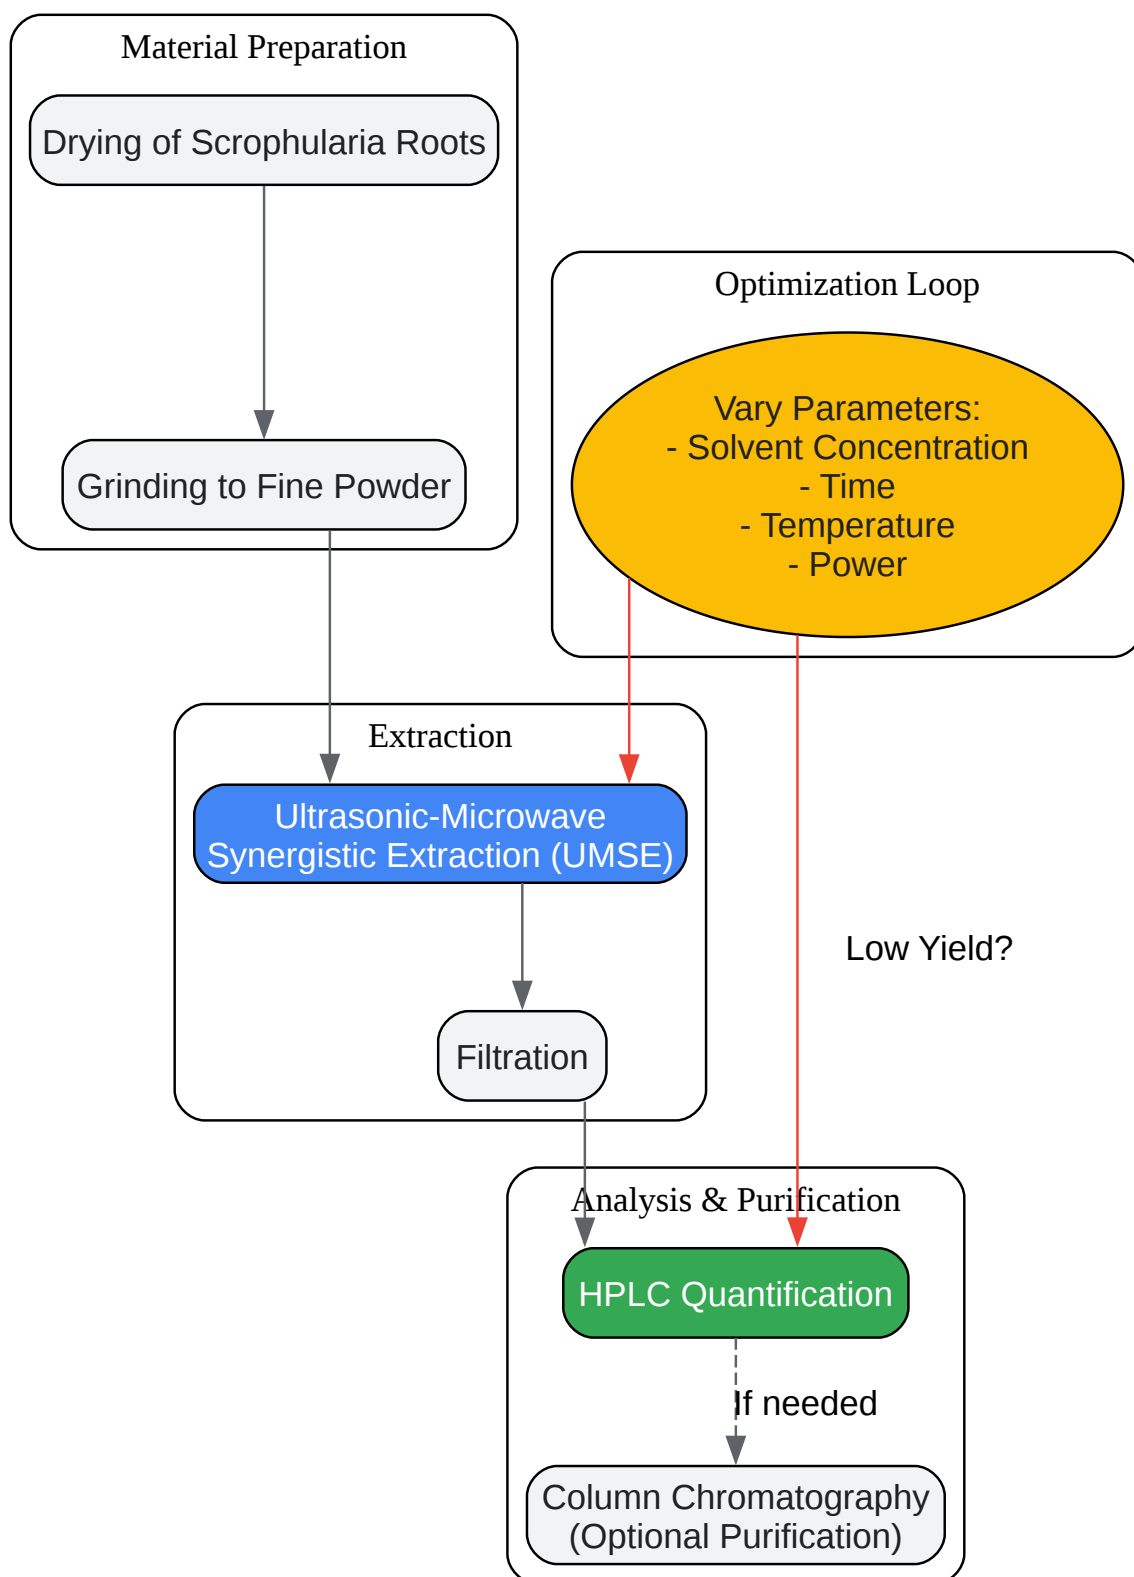 Material Preparation
Drying of Scrophularia Roots
Grinding to Fine Powder
Optimization Loop
Vary Parameters:
- Solvent Concentration
- Time
- Temperature
- Power
Extraction
Ultrasonic-Microwave
Synergistic Extraction (UMSE)
Low Yield?
Filtration
Analysis & Purification
HPLC Quantification
If needed
Column Chromatography
(Optional Purification)